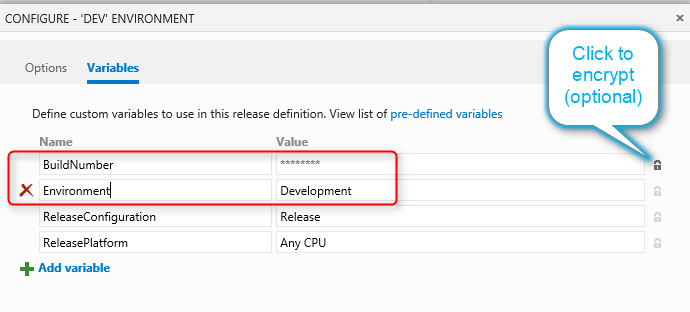 CONFIGURE - 'DEV' ENVIRONMENT
Click to
encrypt
(optional)
Options Variables
Define custom variables to use in this release definition. View list of pre-defined variables
Name Value
BuildNumber ********
Environment Development
ReleaseConfiguration Release
ReleasePlatform Any CPU
Add variable